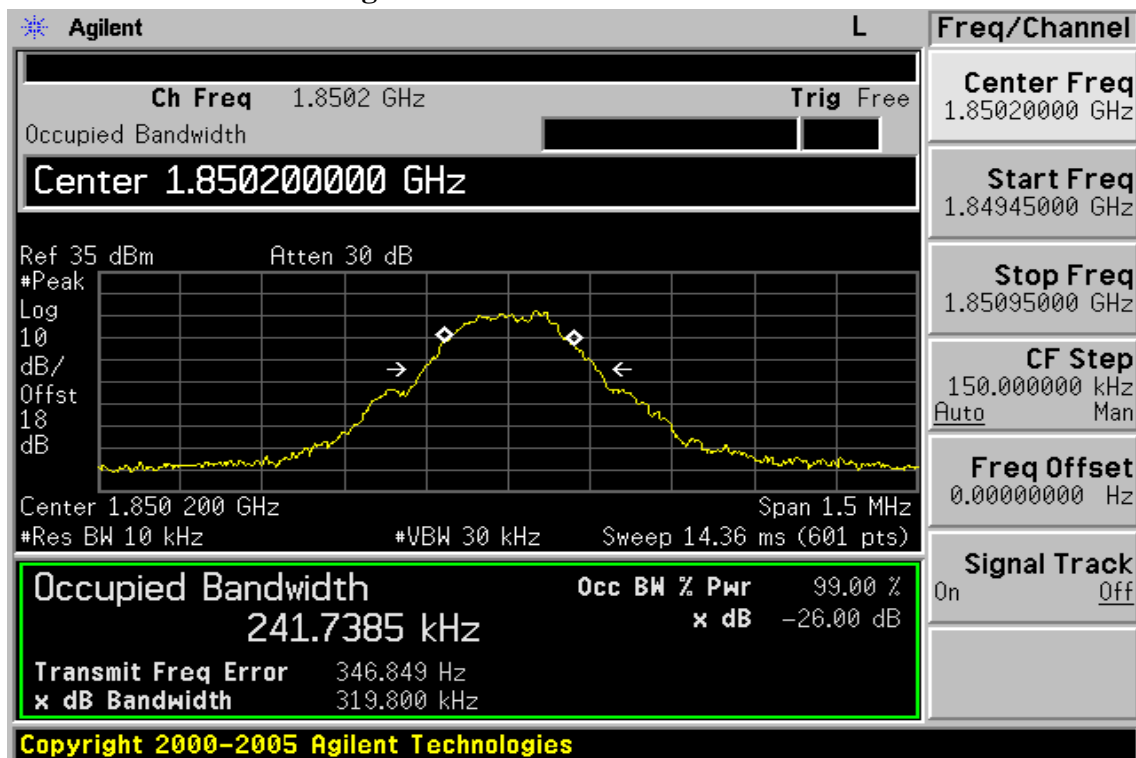 Agilent L Freq/Channel
Ch Freq 1.8502 GHz Trig Free
Occupied Bandwidth
Center 1.850200000 GHz
Ref 35 dBm Atten 30 dB
#Peak
Log
10
dB/
Offst
18
dB
Center 1.850 200 GHz Span 1.5 MHz
#Res BW 10 kHz #VBW 30 kHz Sweep 14.36 ms (601 pts)
Occupied Bandwidth Occ BW % Pwr 99.00 %
241.7385 kHz x dB -26.00 dB
Transmit Freq Error 346.849 Hz
x dB Bandwidth 319.800 kHz
Copyright 2000-2005 Agilent Technologies
Center Freq
1.85020000 GHz
Start Freq
1.84945000 GHz
Stop Freq
1.85095000 GHz
CF Step
150.000000 kHz
Auto Man
Freq Offset
0.00000000 Hz
Signal Track
On Off